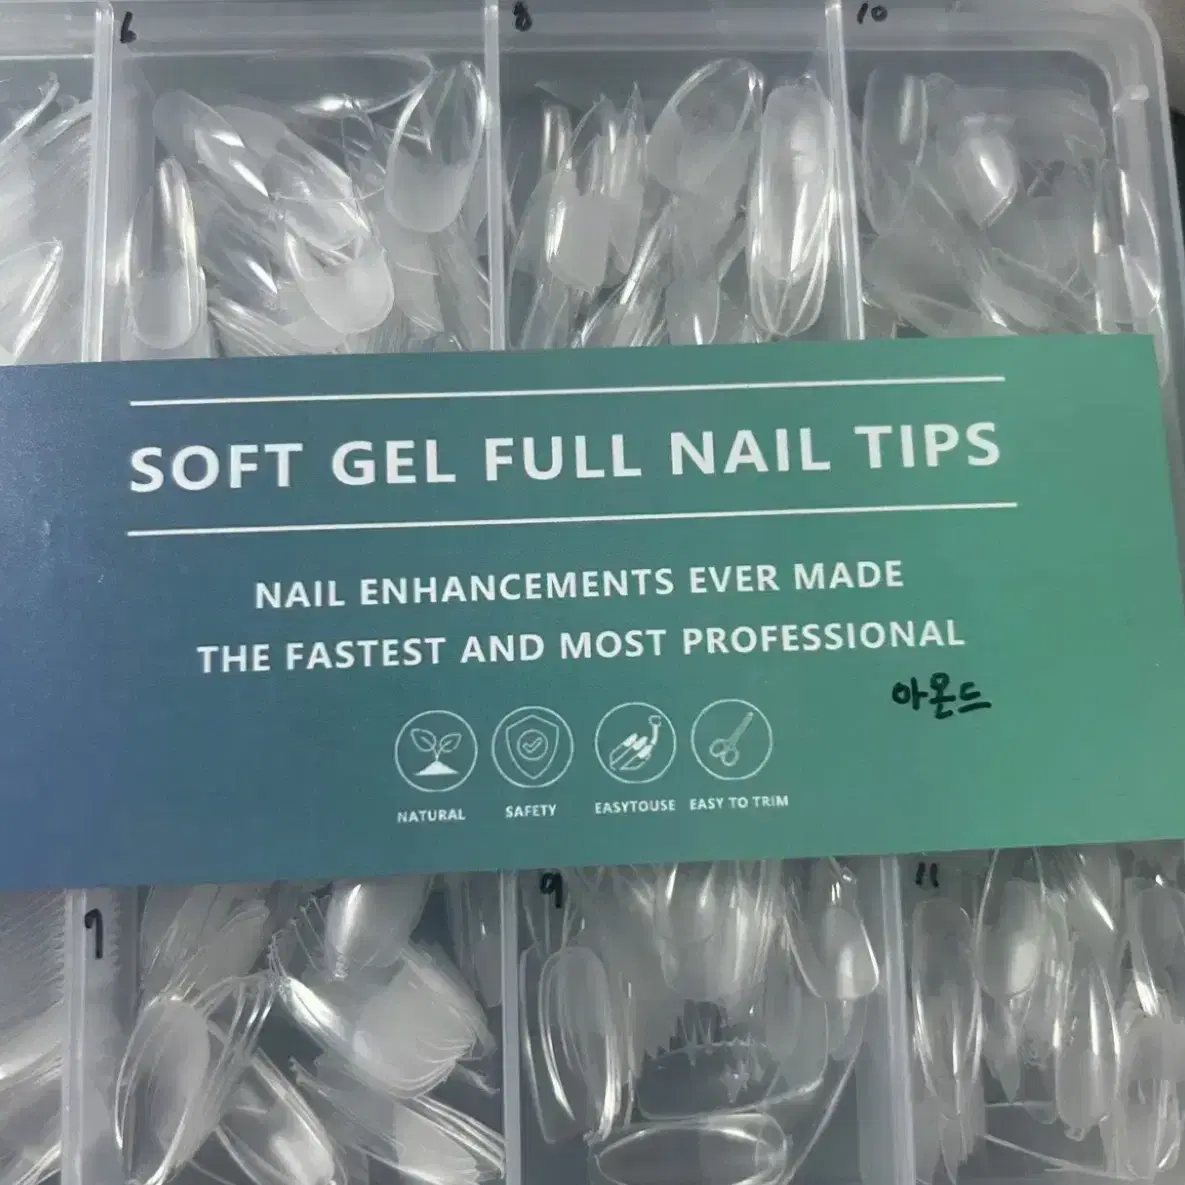 6 8 10
SOFT GEL FULL NAIL TIPS
NAIL ENHANCEMENTS EVER MADE
THE FASTEST AND MOST PROFESSIONAL
아몬드
NATURAL SAFETY EASYTOUSE EASY TO TRIM
7 9 11